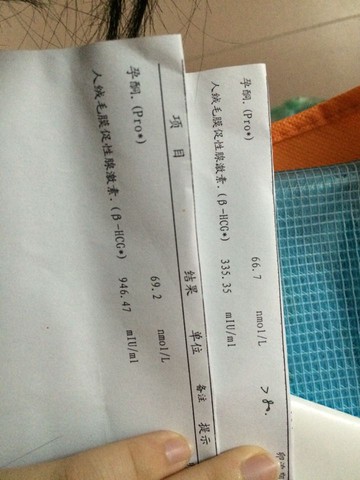 孕酮.(Pro*) 66.7 nmol/L
人绒毛膜促性腺激素.(β-HCG*) 335.35 mIU/ml
项目 结果 单位 备注 提示
孕酮.(Pro*) 69.2 nmol/L
人绒毛膜促性腺激素.(β-HCG*) 946.47 mIU/ml